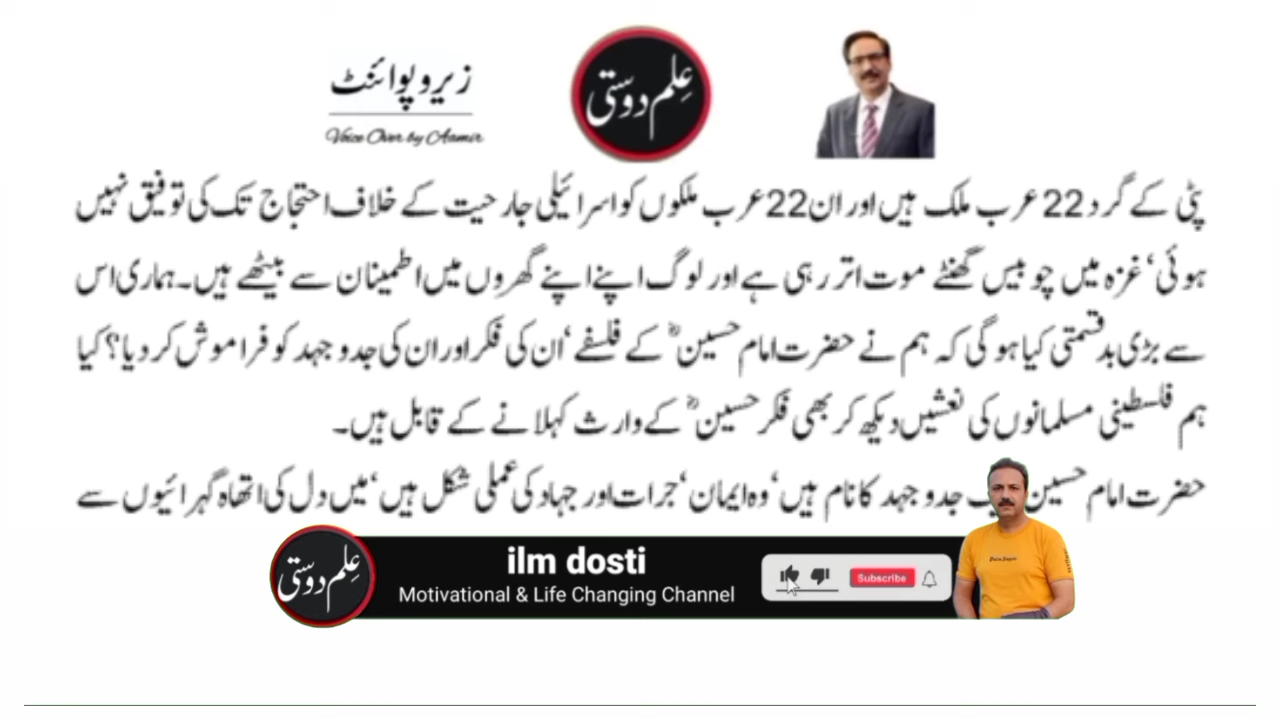 زیرو پوائنٹ
Voice Over by Aamir
علم دوستی
پٹی کے گرد 22 عرب ملک ہیں اور ان 22 عرب ملکوں کو اسرائیلی جارحیت کے خلاف احتجاج تک کی توفیق نہیں
ہوئی‘ غزہ میں چوبیس گھنٹے موت اتر رہی ہے اور لوگ اپنے اپنے گھروں میں اطمینان سے بیٹھے ہیں۔ ہماری اس
سے بڑی بدقسمتی کیا ہو گی کہ ہم نے حضرت امام حسینؓ کے فلسفے‘ ان کی فکر اور ان کی جدوجہد کو فراموش کر دیا؟ کیا
ہم فلسطینی مسلمانوں کی نعشیں دیکھ کر بھی فکر حسینؓ کے وارث کہلانے کے قابل ہیں۔
حضرت امام حسین جدوجہد کا نام ہیں‘ وہ ایمان‘ جرات اور جہاد کی عملی شکل ہیں‘ میں دل کی اتھاہ گہرائیوں سے
علم دوستی
ilm dosti
Motivational & Life Changing Channel
Subscribe